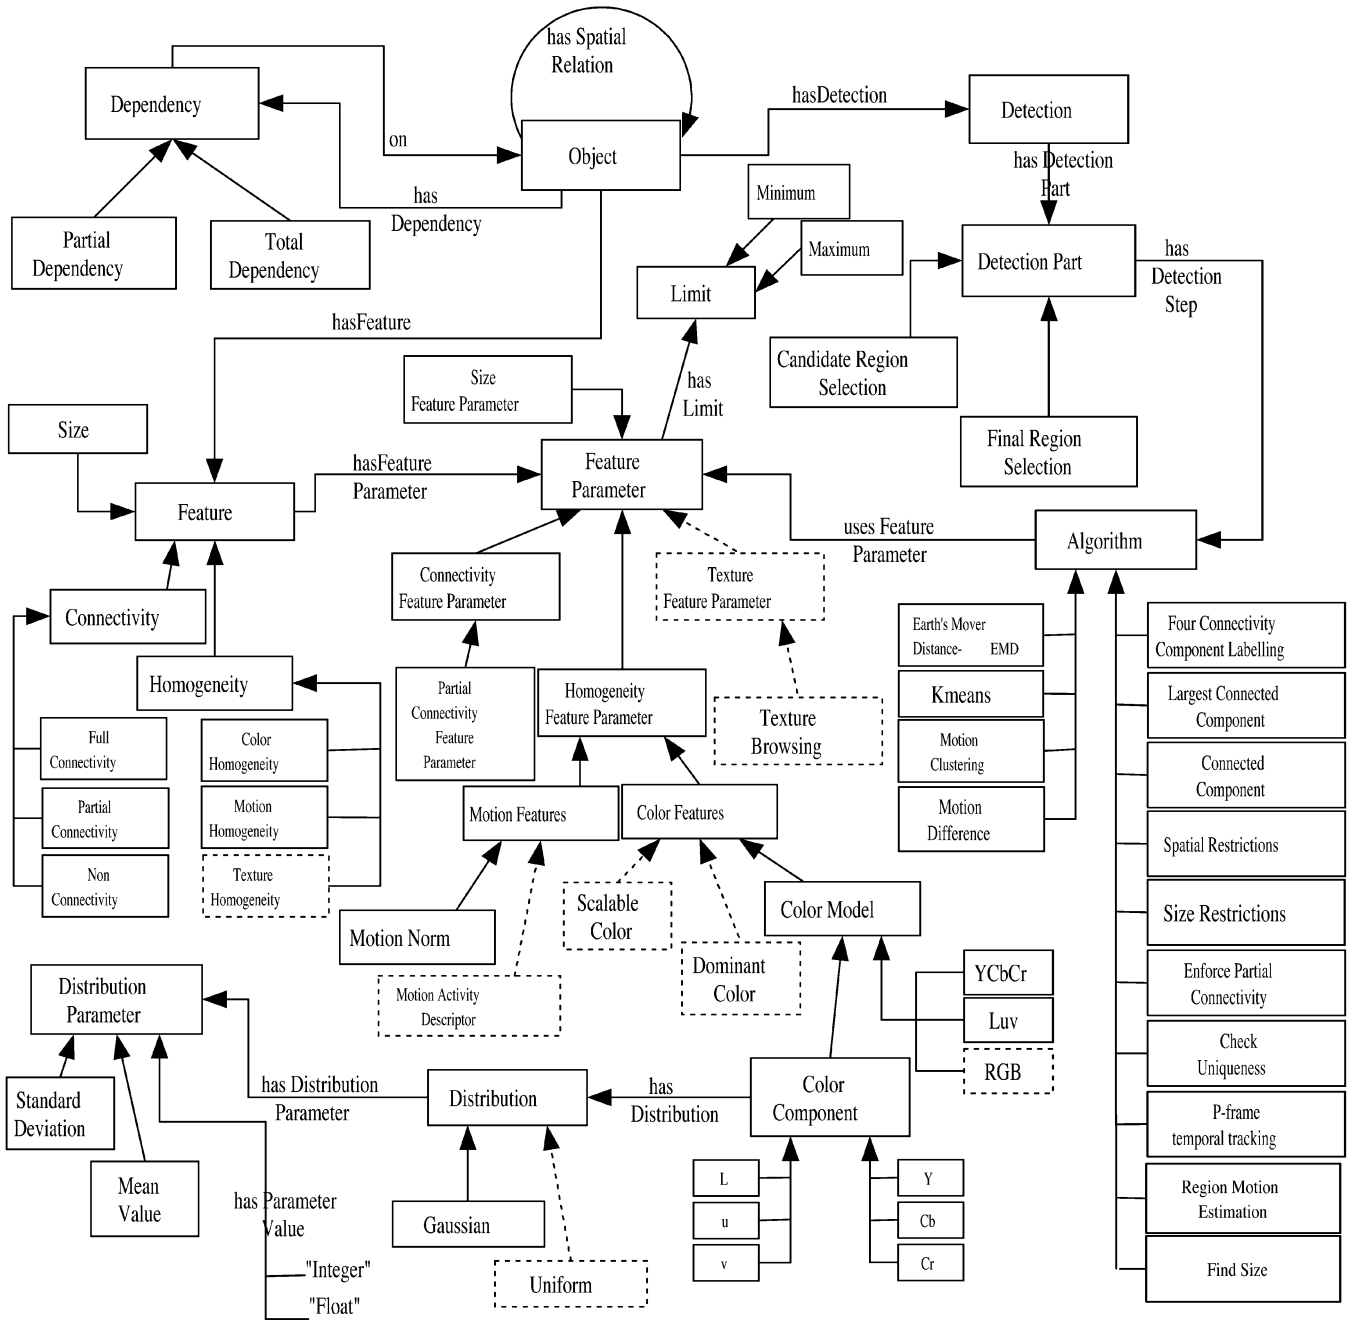 has Spatial
Relation
Dependency
on
Object
has
Dependency
Partial
Dependency
Total
Dependency
hasDetection
Detection
has Detection
Part
Minimum
Maximum
Limit
Detection Part
has
Detection
Step
Candidate Region
Selection
Final Region
Selection
hasFeature
Size
Feature Parameter
has
Limit
Size
Feature
hasFeature
Parameter
Feature
Parameter
uses Feature
Parameter
Algorithm
Connectivity
Homogeneity
Full
Connectivity
Partial
Connectivity
Non
Connectivity
Color
Homogeneity
Motion
Homogeneity
Texture
Homogeneity
Connectivity
Feature Parameter
Partial
Connectivity
Feature
Parameter
Homogeneity
Feature Parameter
Texture
Feature Parameter
Texture
Browsing
Motion Features
Color Features
Motion Norm
Motion Activity
Descriptor
Scalable
Color
Dominant
Color
Color Model
YCbCr
Luv
RGB
Earth's Mover
Distance- EMD
Kmeans
Motion
Clustering
Motion
Difference
Four Connectivity
Component Labelling
Largest Connected
Component
Connected
Component
Spatial Restrictions
Size Restrictions
Enforce Partial
Connectivity
Check
Uniqueness
P-frame
temporal tracking
Region Motion
Estimation
Find Size
Distribution
Parameter
Standard
Deviation
Mean
Value
has Distribution
Parameter
has Parameter
Value
"Integer"
"Float"
Distribution
Gaussian
Uniform
has
Distribution
Color
Component
L
u
v
Y
Cb
Cr